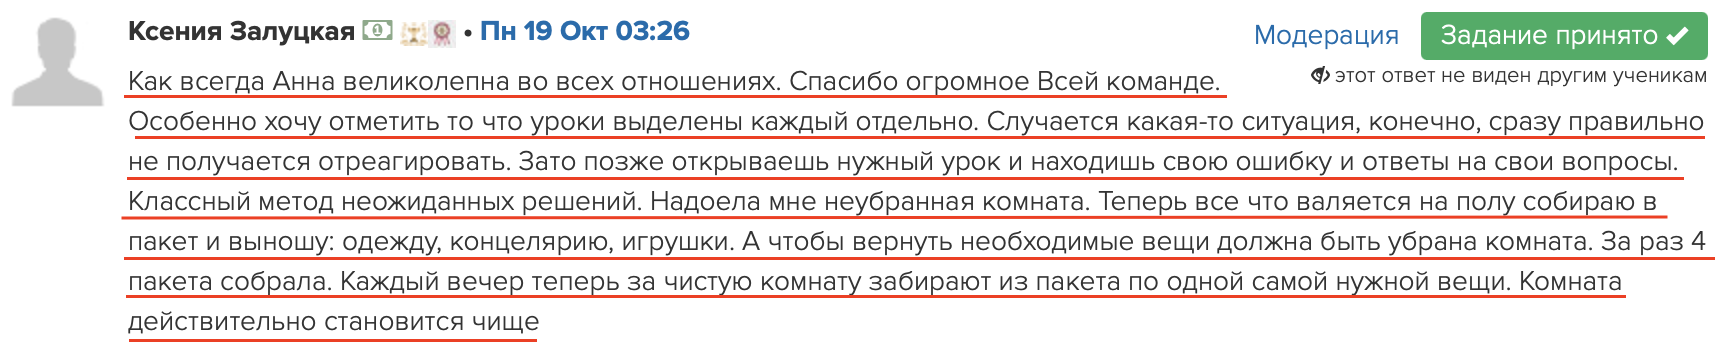 Ксения Залуцкая • Пн 19 Окт 03:26
Модерация Задание принято
этот ответ не виден другим ученикам
Как всегда Анна великолепна во всех отношениях. Спасибо огромное Всей команде.
Особенно хочу отметить то что уроки выделены каждый отдельно. Случается какая-то ситуация, конечно, сразу правильно
не получается отреагировать. Зато позже открываешь нужный урок и находишь свою ошибку и ответы на свои вопросы.
Классный метод неожиданных решений. Надоела мне неубранная комната. Теперь все что валяется на полу собираю в
пакет и выношу: одежду, концелярию, игрушки. А чтобы вернуть необходимые вещи должна быть убрана комната. За раз 4
пакета собрала. Каждый вечер теперь за чистую комнату забирают из пакета по одной самой нужной вещи. Комната
действительно становится чище